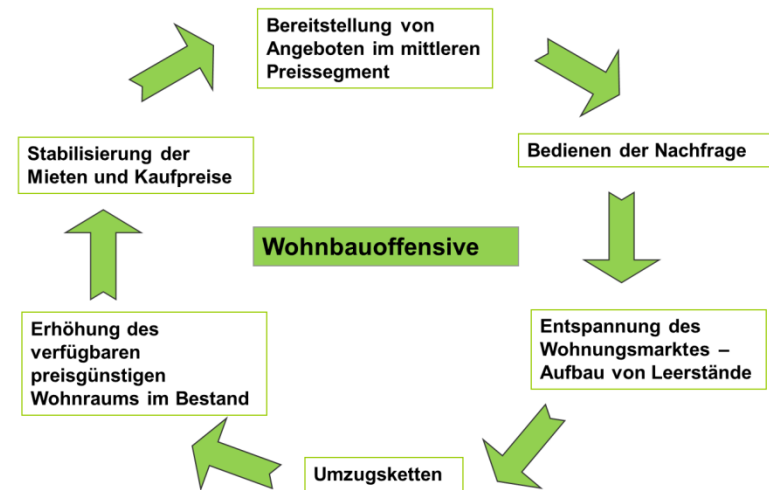 Bereitstellung von
Angeboten im mittleren
Preissegment
Bedienen der Nachfrage
Entspannung des
Wohnungsmarktes –
Aufbau von Leerstände
Umzugsketten
Erhöhung des
verfügbaren
preisgünstigen
Wohnraums im Bestand
Stabilisierung der
Mieten und Kaufpreise
Wohnbauoffensive